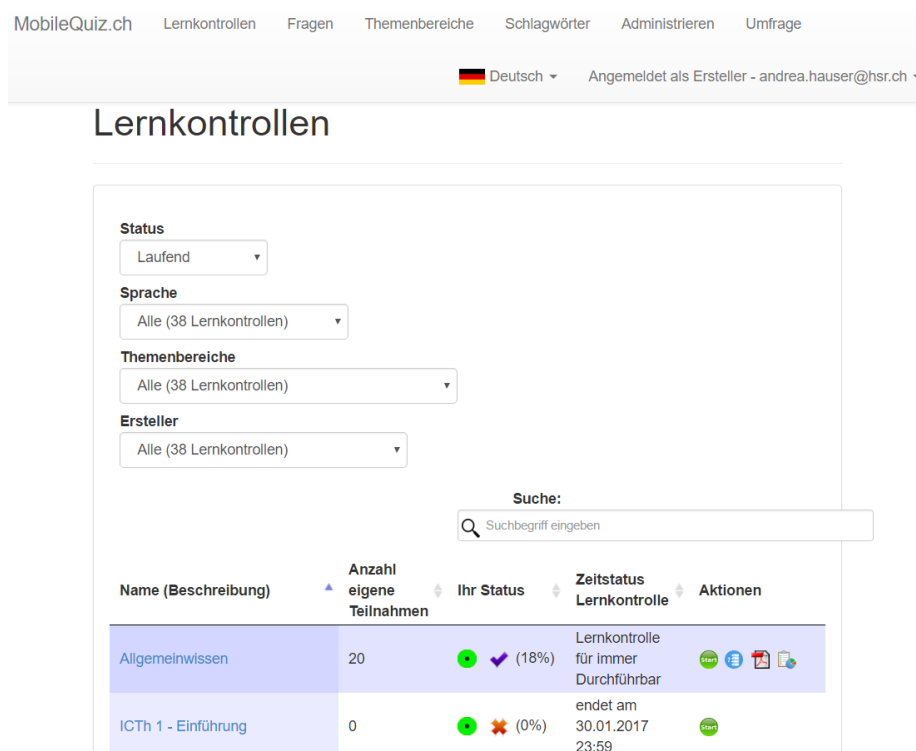 MobileQuiz.ch Lernkontrollen Fragen Themenbereiche Schlagwörter Administrieren Umfrage
Deutsch Angemeldet als Ersteller - andrea.hauser@hsr.ch
Lernkontrollen
Status
Laufend
Sprache
Alle (38 Lernkontrollen)
Themenbereiche
Alle (38 Lernkontrollen)
Ersteller
Alle (38 Lernkontrollen)
Suche:
Suchbegriff eingeben
Name (Beschreibung)
Anzahl
eigene
Teilnahmen
Ihr Status
Zeitstatus
Lernkontrolle
Aktionen
Allgemeinwissen
20
(18%)
Lernkontrolle
für immer
Durchführbar
Start
ICTh 1 - Einführung
0
(0%)
endet am
30.01.2017
23:59
Start